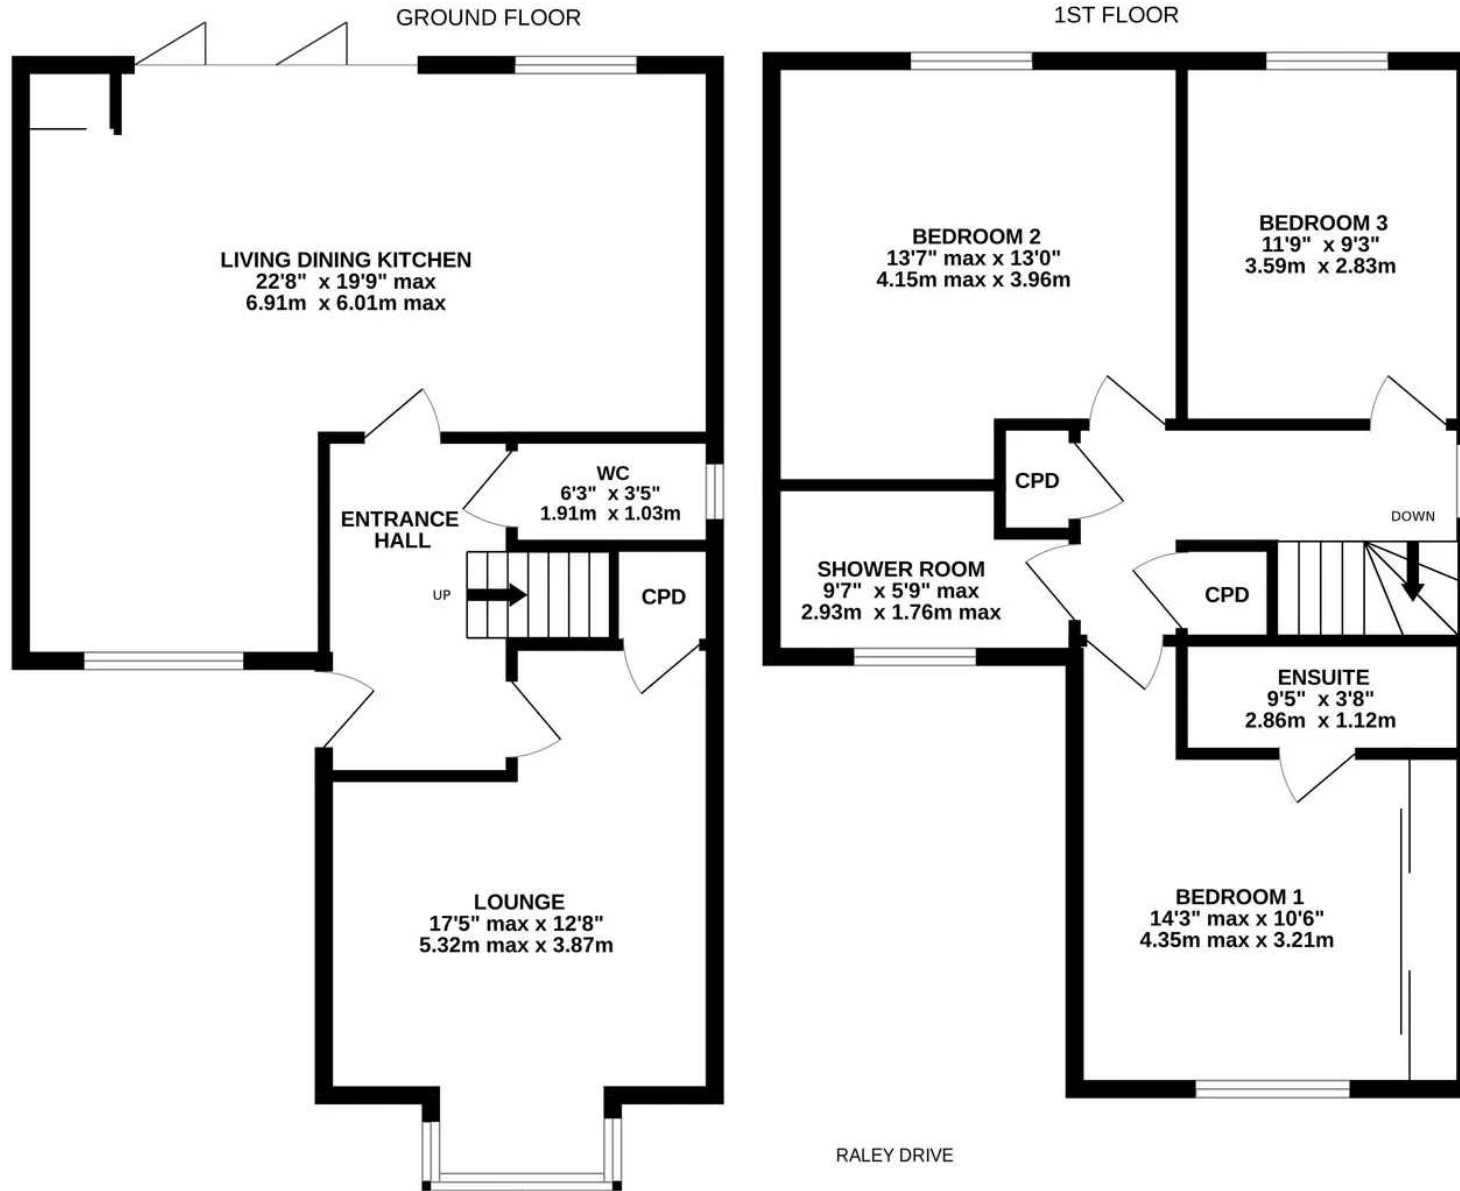 GROUND FLOOR
LIVING DINING KITCHEN
22'8" x 19'9" max
6.91m x 6.01m max
WC
6'3" x 3'5"
1.91m x 1.03m
ENTRANCE
HALL
UP
CPD
LOUNGE
17'5" max x 12'8"
5.32m max x 3.87m
1ST FLOOR
BEDROOM 2
13'7" max x 13'0"
4.15m max x 3.96m
BEDROOM 3
11'9" x 9'3"
3.59m x 2.83m
CPD
DOWN
SHOWER ROOM
9'7" x 5'9" max
2.93m x 1.76m max
CPD
ENSUITE
9'5" x 3'8"
2.86m x 1.12m
BEDROOM 1
14'3" max x 10'6"
4.35m max x 3.21m
RALEY DRIVE